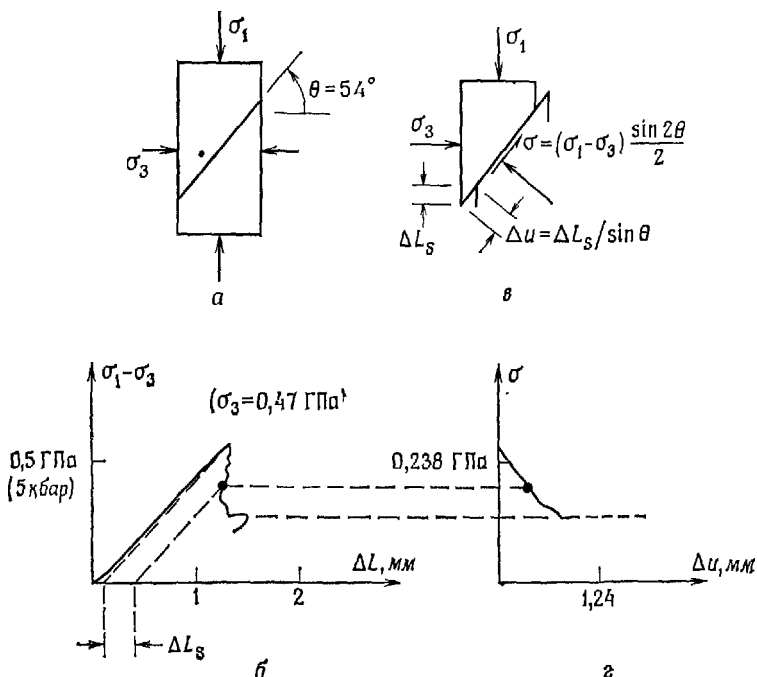 σ₁
θ = 54°
σ₃
а
σ₁
σ₃
σ = (σ₁-σ₃) sin 2θ / 2
ΔLₛ
Δu = ΔLₛ/sin θ
в
σ₁-σ₃
(σ₃=0,47 ГПа)
0,5 ГПа
(5 кбар)
1
2
ΔL, мм
ΔLₛ
б
σ
0,238 ГПа
1,24
Δu, мм
г